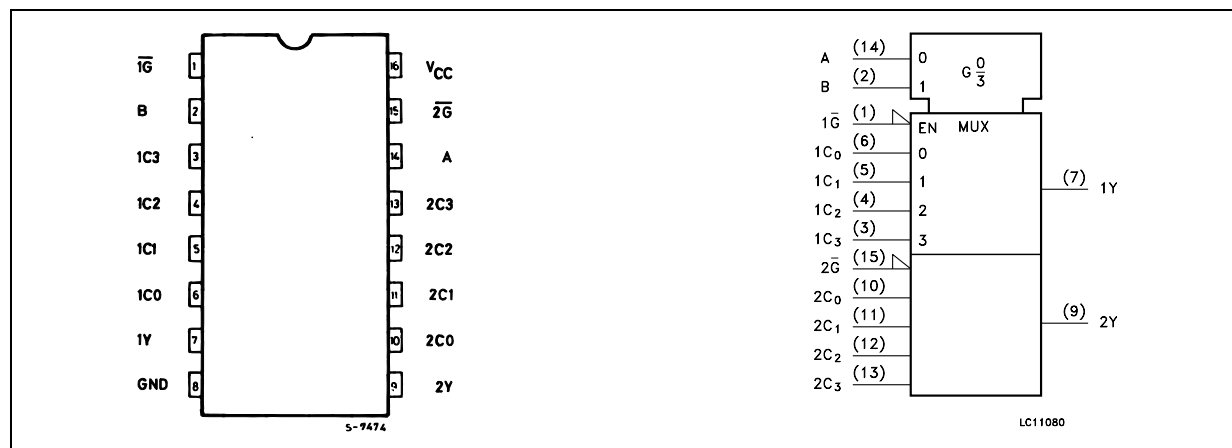 1G̅ 1 16 VCC
B 2 15 2G̅
1C3 3 14 A
1C2 4 13 2C3
1C1 5 12 2C2
1C0 6 11 2C1
1Y 7 10 2C0
GND 8 9 2Y
S-7474
A (14) 0 G 0/3
B (2) 1
1G̅ (1) EN MUX
1C0 (6) 0
1C1 (5) 1
(7) 1Y
1C2 (4) 2
1C3 (3) 3
2G̅ (15)
2C0 (10)
2C1 (11)
(9) 2Y
2C2 (12)
2C3 (13)
LC11080